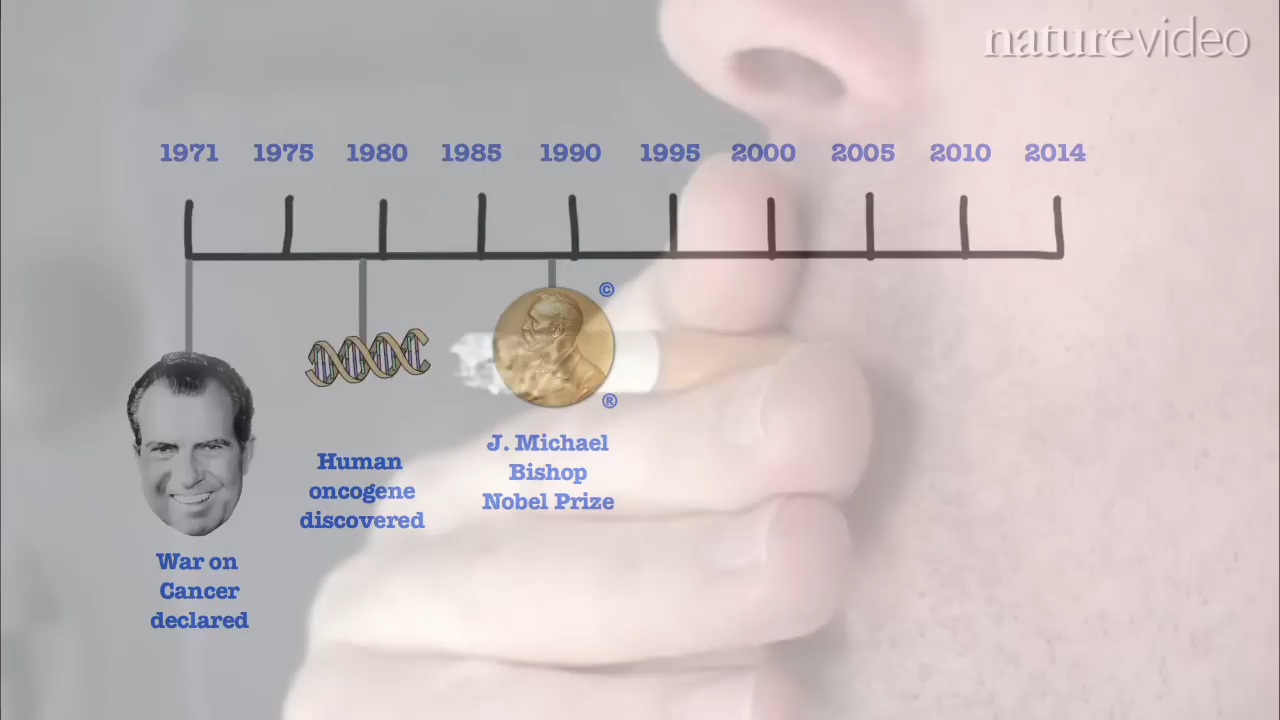 naturevideo
1971 1975 1980 1985 1990 1995 2000 2005 2010 2014
©
®
J. Michael
Bishop
Nobel Prize
Human
oncogene
discovered
War on
Cancer
declared